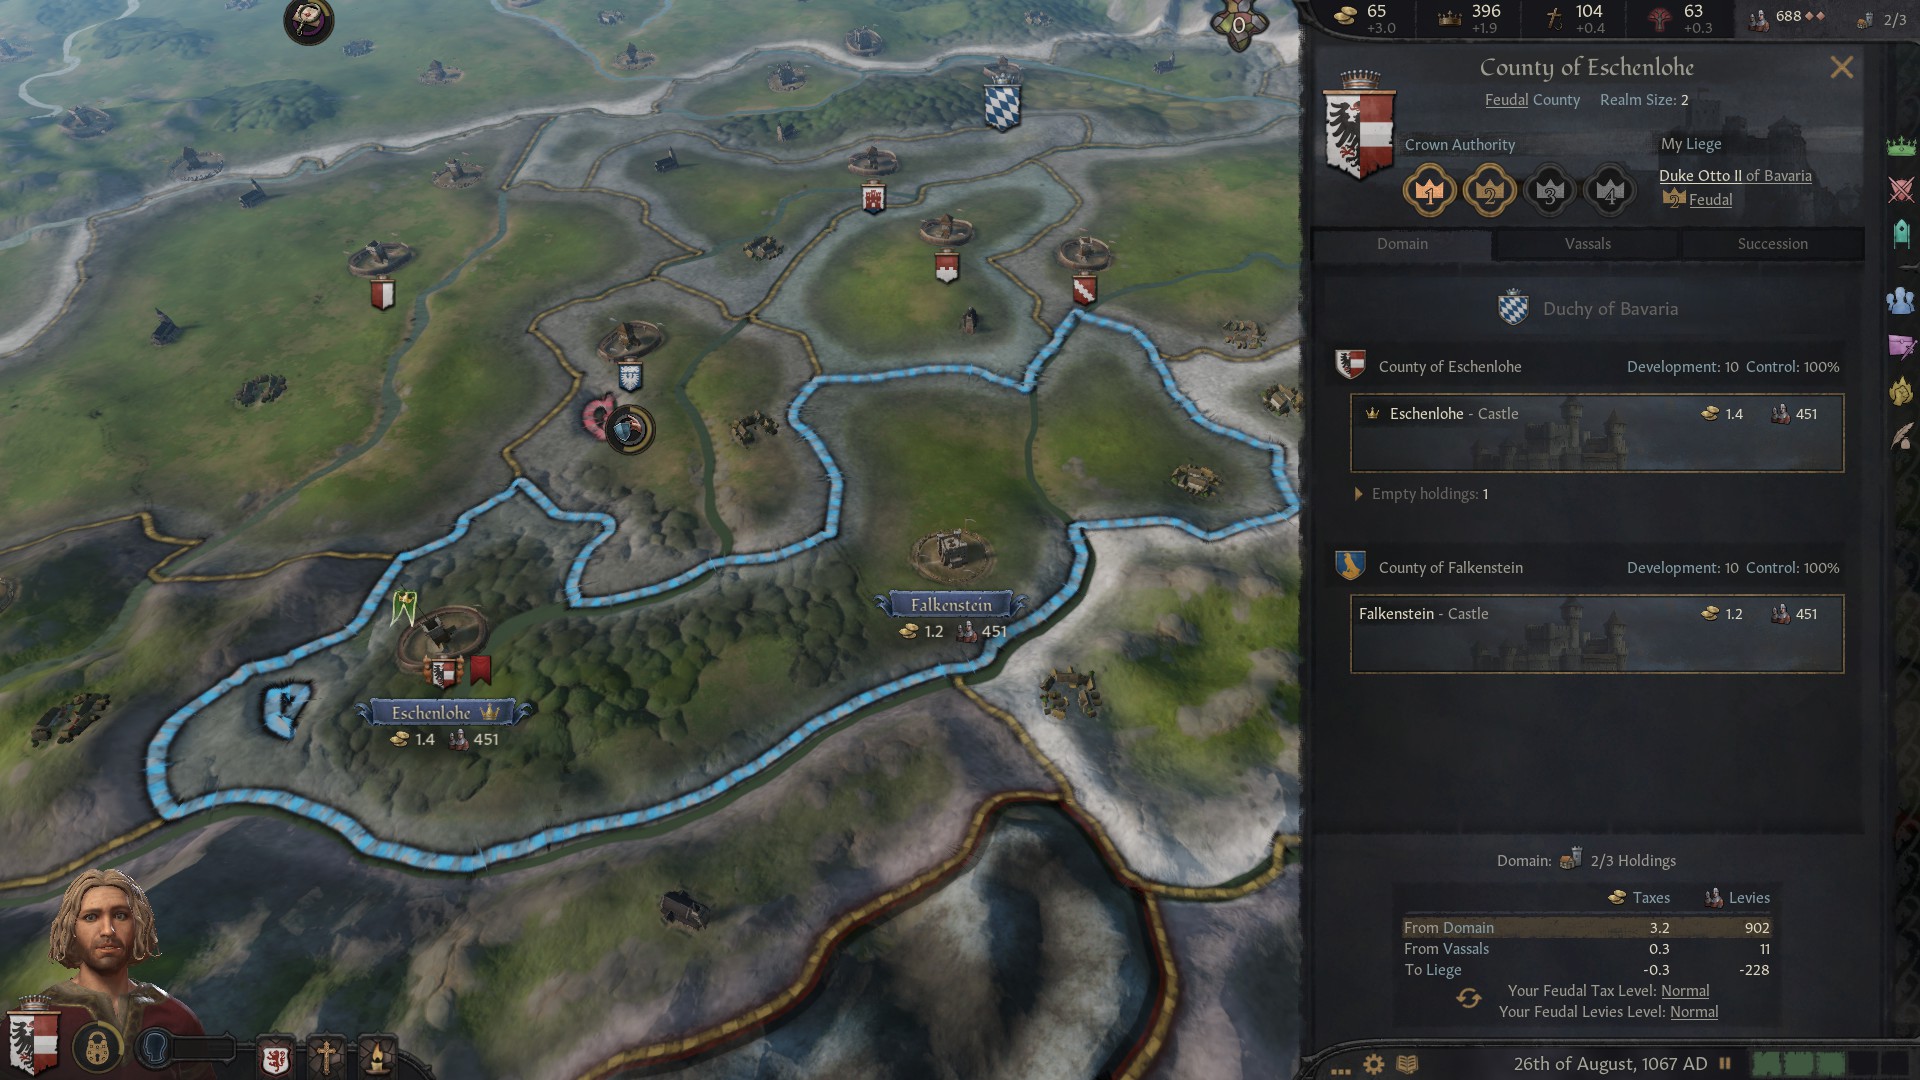 65
+3.0
396
+1.9
104
+0.4
63
+0.3
688
2/3
0
County of Eschenlohe
Feudal County Realm Size: 2
Crown Authority
1 2 3 4
My Liege
Duke Otto II of Bavaria
2 Feudal
Domain Vassals Succession
Duchy of Bavaria
County of Eschenlohe Development: 10 Control: 100%
Eschenlohe - Castle 1.4 451
Empty holdings: 1
County of Falkenstein Development: 10 Control: 100%
Falkenstein - Castle 1.2 451
Falkenstein
1.2 451
Eschenlohe
1.4 451
Domain: 2/3 Holdings
Taxes Levies
From Domain 3.2 902
From Vassals 0.3 11
To Liege -0.3 -228
Your Feudal Tax Level: Normal
Your Feudal Levies Level: Normal
26th of August, 1067 AD